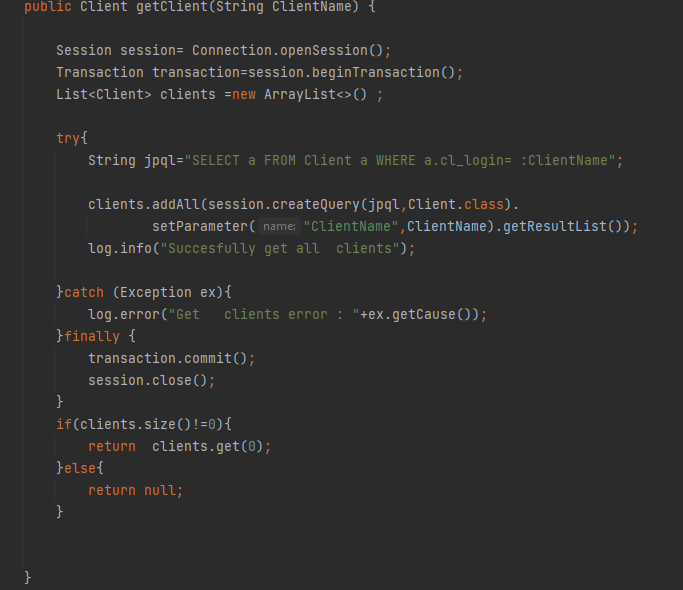 public Client getClient(String ClientName) {
Session session= Connection.openSession();
Transaction transaction=session.beginTransaction();
List<Client> clients =new ArrayList<>() ;
try{
String jpql="SELECT a FROM Client a WHERE a.cl_login= :ClientName";
clients.addAll(session.createQuery(jpql,Client.class).
setParameter( name: "ClientName",ClientName).getResultList());
log.info("Succesfully get all  clients");
}catch (Exception ex){
log.error("Get   clients error : "+ex.getCause());
}finally {
transaction.commit();
session.close();
}
if(clients.size()!=0){
return  clients.get(0);
}else{
return null;
}
}